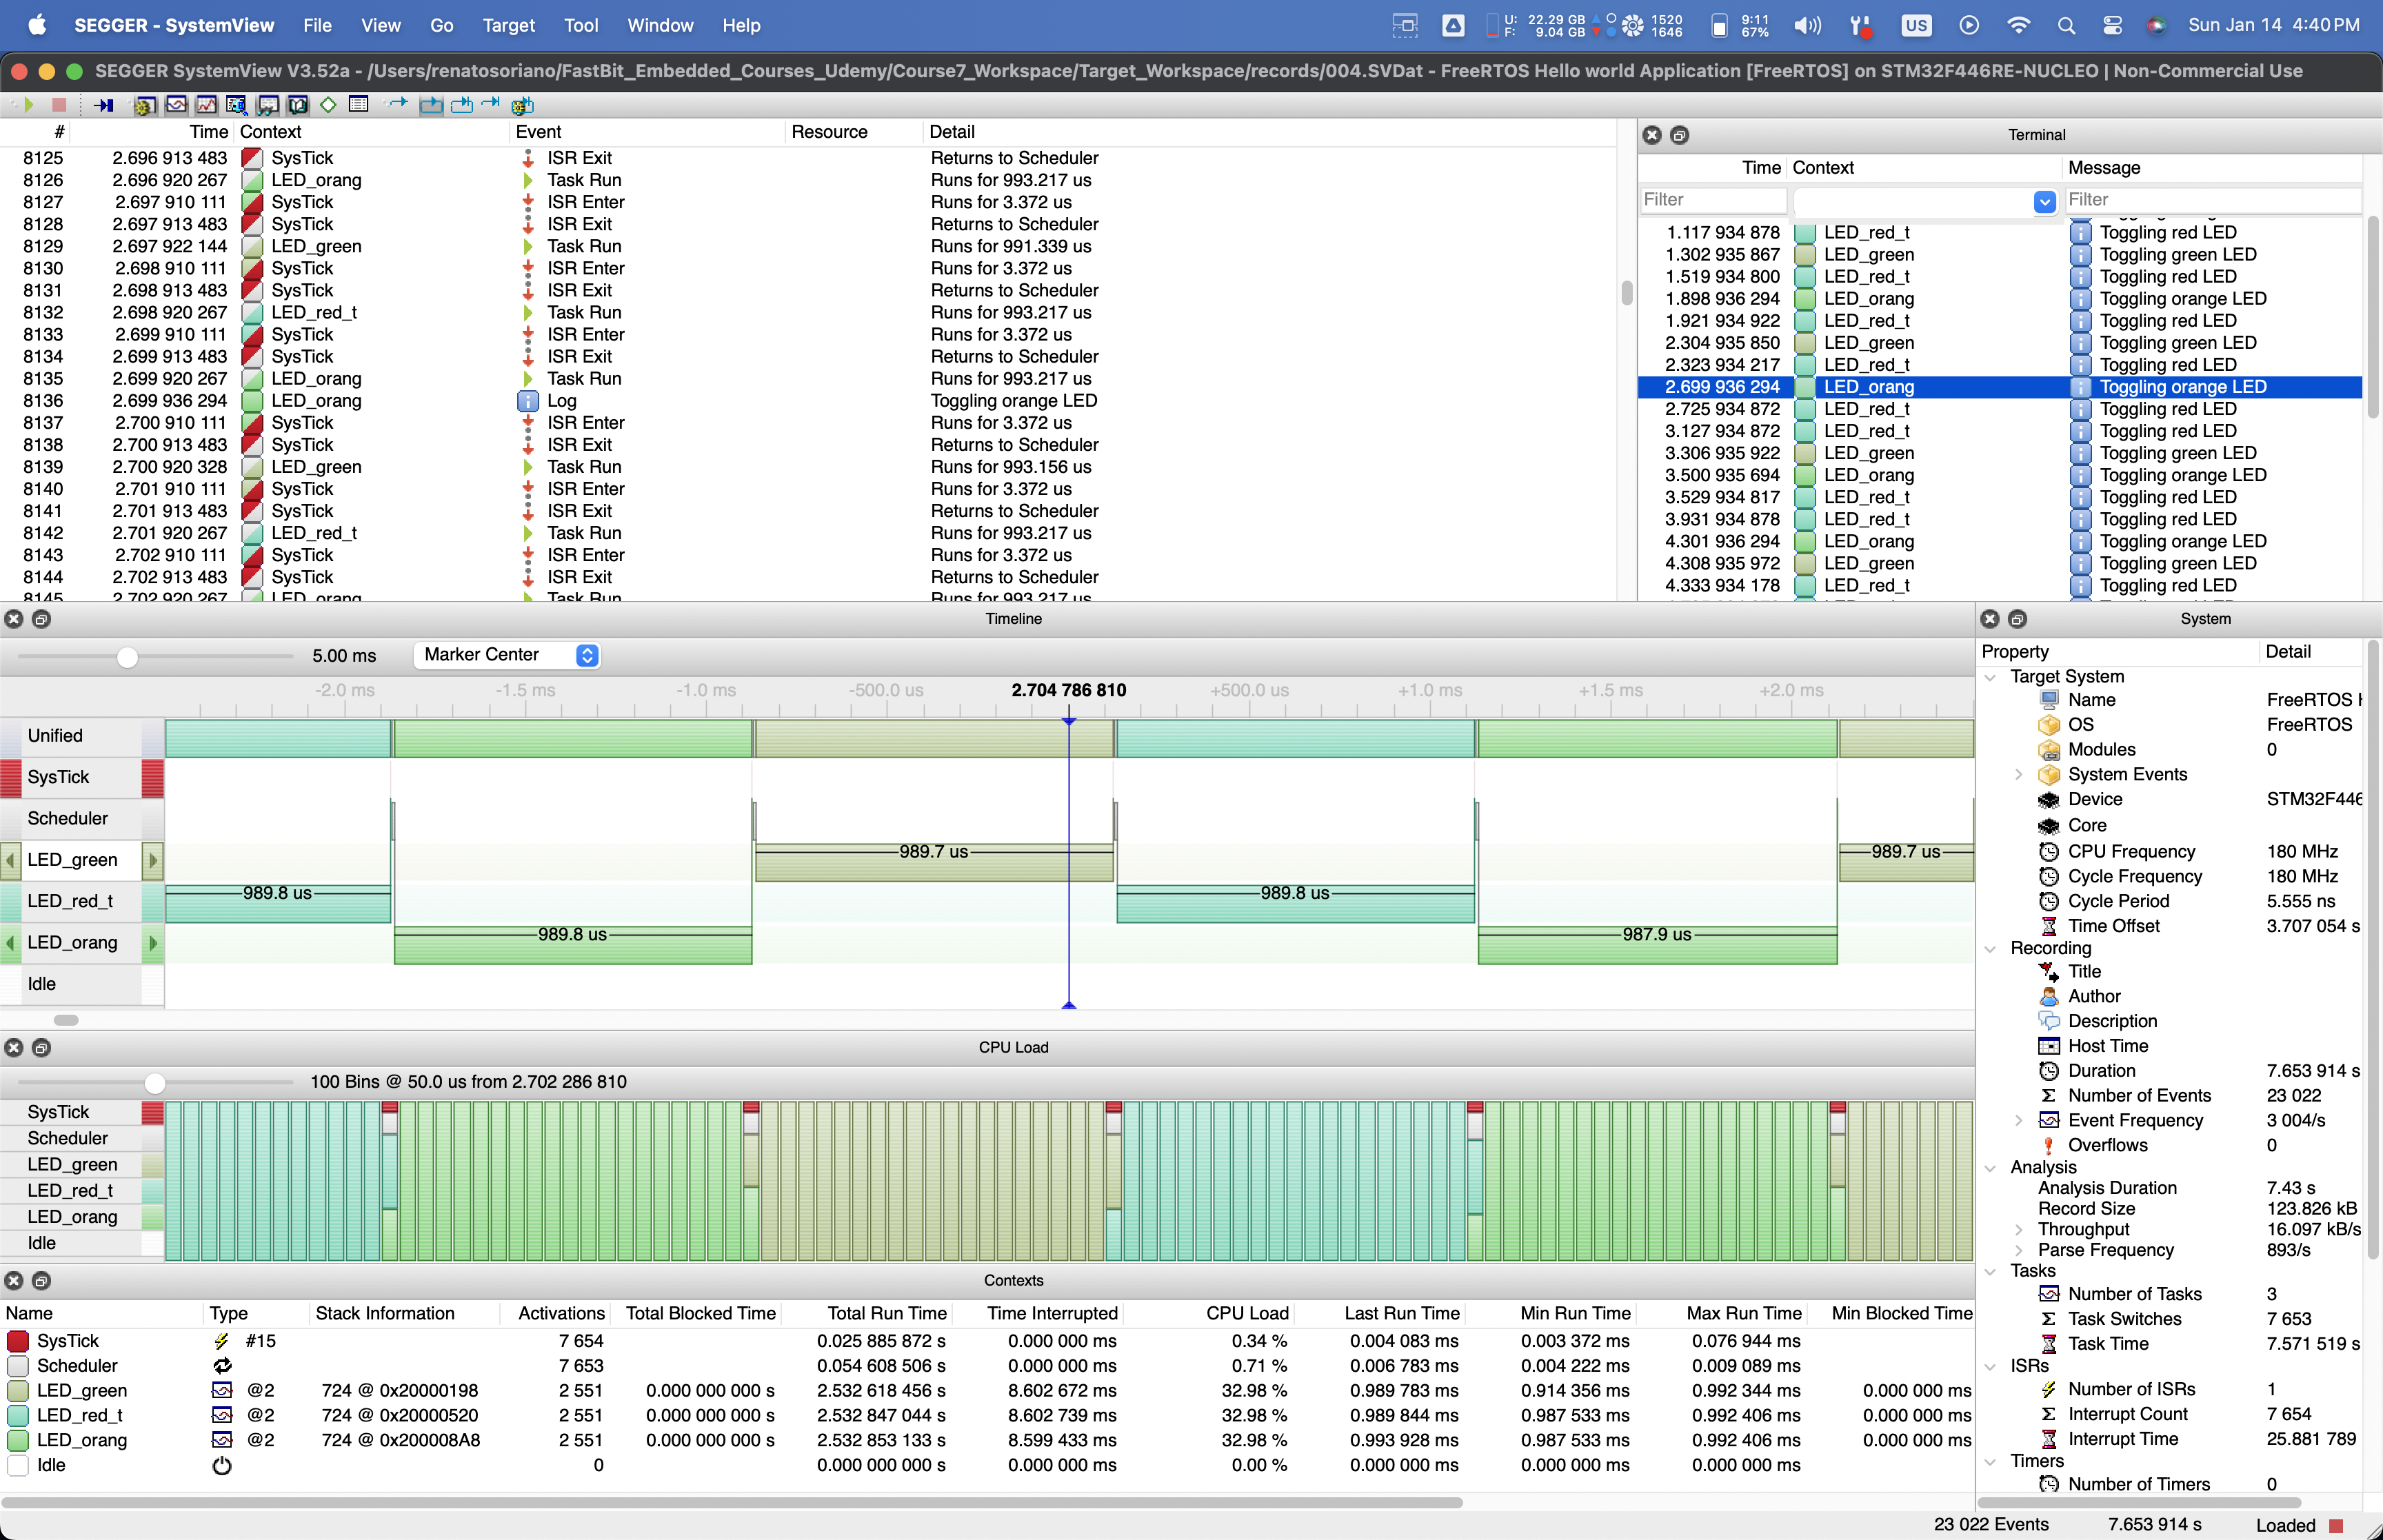 SEGGER - SystemView File View Go Target Tool Window Help U: 22.29 GB F: 9.04 GB 1520 1646 9:11 67% US Sun Jan 14 4:40 PM
SEGGER SystemView V3.52a - /Users/renatosoriano/FastBit_Embedded_Courses_Udemy/Course7_Workspace/Target_Workspace/records/004.SVDat - FreeRTOS Hello world Application [FreeRTOS] on STM32F446RE-NUCLEO | Non-Commercial Use
# Time Context Event Resource Detail
8125 2.696 913 483 SysTick ISR Exit Returns to Scheduler
8126 2.696 920 267 LED_orang Task Run Runs for 993.217 us
8127 2.697 910 111 SysTick ISR Enter Runs for 3.372 us
8128 2.697 913 483 SysTick ISR Exit Returns to Scheduler
8129 2.697 922 144 LED_green Task Run Runs for 991.339 us
8130 2.698 910 111 SysTick ISR Enter Runs for 3.372 us
8131 2.698 913 483 SysTick ISR Exit Returns to Scheduler
8132 2.698 920 267 LED_red_t Task Run Runs for 993.217 us
8133 2.699 910 111 SysTick ISR Enter Runs for 3.372 us
8134 2.699 913 483 SysTick ISR Exit Returns to Scheduler
8135 2.699 920 267 LED_orang Task Run Runs for 993.217 us
8136 2.699 936 294 LED_orang Log Toggling orange LED
8137 2.700 910 111 SysTick ISR Enter Runs for 3.372 us
8138 2.700 913 483 SysTick ISR Exit Returns to Scheduler
8139 2.700 920 328 LED_green Task Run Runs for 993.156 us
8140 2.701 910 111 SysTick ISR Enter Runs for 3.372 us
8141 2.701 913 483 SysTick ISR Exit Returns to Scheduler
8142 2.701 920 267 LED_red_t Task Run Runs for 993.217 us
8143 2.702 910 111 SysTick ISR Enter Runs for 3.372 us
8144 2.702 913 483 SysTick ISR Exit Returns to Scheduler
8145 2.702 920 267 LED_orang Task Run Runs for 993.217 us
Terminal
Time Context Message
Filter Filter
1.117 934 878 LED_red_t Toggling red LED
1.302 935 867 LED_green Toggling green LED
1.519 934 800 LED_red_t Toggling red LED
1.898 936 294 LED_orang Toggling orange LED
1.921 934 922 LED_red_t Toggling red LED
2.304 935 850 LED_green Toggling green LED
2.323 934 217 LED_red_t Toggling red LED
2.699 936 294 LED_orang Toggling orange LED
2.725 934 872 LED_red_t Toggling red LED
3.127 934 872 LED_red_t Toggling red LED
3.306 935 922 LED_green Toggling green LED
3.500 935 694 LED_orang Toggling orange LED
3.529 934 817 LED_red_t Toggling red LED
3.931 934 878 LED_red_t Toggling red LED
4.301 936 294 LED_orang Toggling orange LED
4.308 935 972 LED_green Toggling green LED
4.333 934 178 LED_red_t Toggling red LED
Timeline
5.00 ms Marker Center
-2.0 ms -1.5 ms -1.0 ms -500.0 us 2.704 786 810 +500.0 us +1.0 ms +1.5 ms +2.0 ms
Unified
SysTick
Scheduler
LED_green 989.7 us 989.7 us
LED_red_t 989.8 us 989.8 us
LED_orang 989.8 us 987.9 us
Idle
CPU Load
100 Bins @ 50.0 us from 2.702 286 810
SysTick
Scheduler
LED_green
LED_red_t
LED_orang
Idle
Contexts
Name Type Stack Information Activations Total Blocked Time Total Run Time Time Interrupted CPU Load Last Run Time Min Run Time Max Run Time Min Blocked Time
SysTick #15 7 654 0.025 885 872 s 0.000 000 ms 0.34 % 0.004 083 ms 0.003 372 ms 0.076 944 ms
Scheduler 7 653 0.054 608 506 s 0.000 000 ms 0.71 % 0.006 783 ms 0.004 222 ms 0.009 089 ms
LED_green @2 724 @ 0x20000198 2 551 0.000 000 000 s 2.532 618 456 s 8.602 672 ms 32.98 % 0.989 783 ms 0.914 356 ms 0.992 344 ms 0.000 000 ms
LED_red_t @2 724 @ 0x20000520 2 551 0.000 000 000 s 2.532 847 044 s 8.602 739 ms 32.98 % 0.989 844 ms 0.987 533 ms 0.992 406 ms 0.000 000 ms
LED_orang @2 724 @ 0x200008A8 2 551 0.000 000 000 s 2.532 853 133 s 8.599 433 ms 32.98 % 0.993 928 ms 0.987 533 ms 0.992 406 ms 0.000 000 ms
Idle 0 0.000 000 000 s 0.000 000 ms 0.00 % 0.000 000 ms 0.000 000 ms 0.000 000 ms
System
Property Detail
Target System
Name FreeRTOS H
OS FreeRTOS
Modules 0
System Events
Device STM32F446
Core
CPU Frequency 180 MHz
Cycle Frequency 180 MHz
Cycle Period 5.555 ns
Time Offset 3.707 054 s
Recording
Title
Author
Description
Host Time
Duration 7.653 914 s
Number of Events 23 022
Event Frequency 3 004/s
Overflows 0
Analysis
Analysis Duration 7.43 s
Record Size 123.826 kB
Throughput 16.097 kB/s
Parse Frequency 893/s
Tasks
Number of Tasks 3
Task Switches 7 653
Task Time 7.571 519 s
ISRs
Number of ISRs 1
Interrupt Count 7 654
Interrupt Time 25.881 789
Timers
Number of Timers 0
23 022 Events 7.653 914 s Loaded